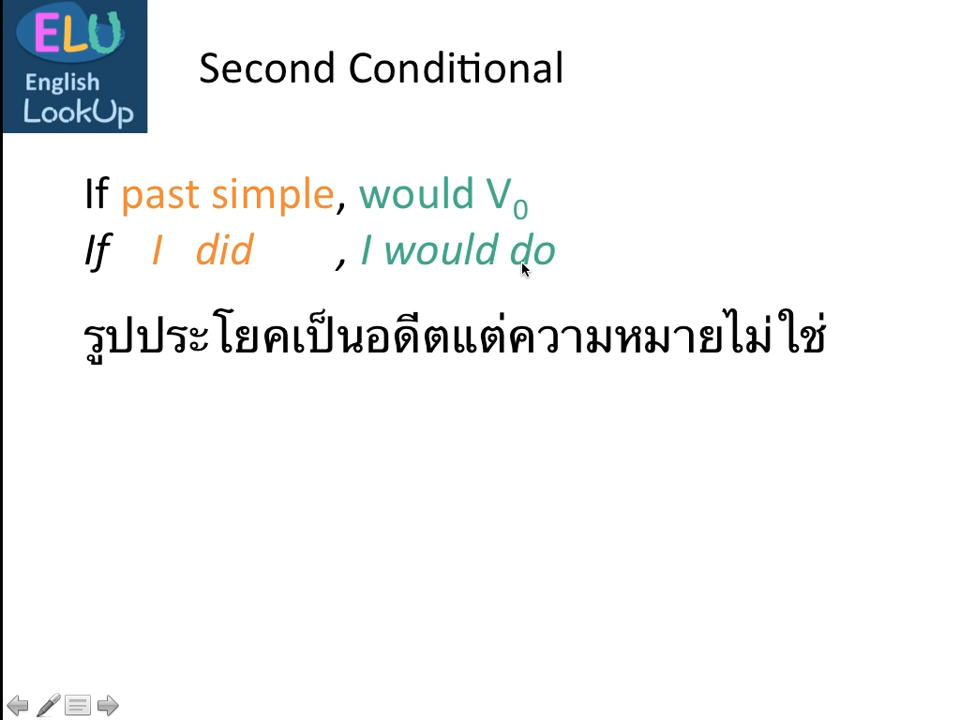 ELU
English
LookUp
Second Conditional
If past simple, would V₀
If I did , I would do
รูปประโยคเป็นอดีตแต่ความหมายไม่ใช่